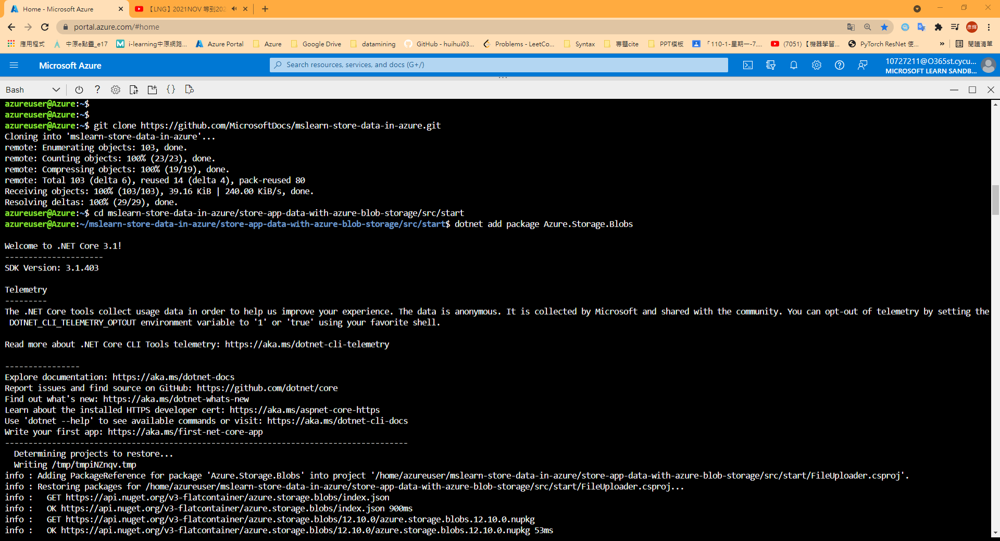 Home - Microsoft Azure
【LNG】2021NOV 等到202
portal.azure.com/#home
彥輝
應用程式
中原e點靈_e17
i-learning中原網路...
Azure Portal
Azure
Google Drive
datamining
GitHub - huihui03...
Problems - LeetCo...
Syntax
專題cite
PPT模板
「110-1-星期一-7....
(7051) 【機器學習...
PyTorch ResNet 使...
»
閱讀清單
Microsoft Azure
Search resources, services, and docs (G+/)
10727211@O365st.cycu...
MICROSOFT LEARN SANDB...
Bash
azureuser@Azure:~$
azureuser@Azure:~$
azureuser@Azure:~$ git clone https://github.com/MicrosoftDocs/mslearn-store-data-in-azure.git
Cloning into 'mslearn-store-data-in-azure'...
remote: Enumerating objects: 103, done.
remote: Counting objects: 100% (23/23), done.
remote: Compressing objects: 100% (19/19), done.
remote: Total 103 (delta 6), reused 14 (delta 4), pack-reused 80
Receiving objects: 100% (103/103), 39.16 KiB | 240.00 KiB/s, done.
Resolving deltas: 100% (29/29), done.
azureuser@Azure:~$ cd mslearn-store-data-in-azure/store-app-data-with-azure-blob-storage/src/start
azureuser@Azure:~/mslearn-store-data-in-azure/store-app-data-with-azure-blob-storage/src/start$ dotnet add package Azure.Storage.Blobs
Welcome to .NET Core 3.1!
---------------------
SDK Version: 3.1.403
Telemetry
---------
The .NET Core tools collect usage data in order to help us improve your experience. The data is anonymous. It is collected by Microsoft and shared with the community. You can opt-out of telemetry by setting the
DOTNET_CLI_TELEMETRY_OPTOUT environment variable to '1' or 'true' using your favorite shell.
Read more about .NET Core CLI Tools telemetry: https://aka.ms/dotnet-cli-telemetry
----------------
Explore documentation: https://aka.ms/dotnet-docs
Report issues and find source on GitHub: https://github.com/dotnet/core
Find out what's new: https://aka.ms/dotnet-whats-new
Learn about the installed HTTPS developer cert: https://aka.ms/aspnet-core-https
Use 'dotnet --help' to see available commands or visit: https://aka.ms/dotnet-cli-docs
Write your first app: https://aka.ms/first-net-core-app
--------------------------------------------------------------------------------------
Determining projects to restore...
Writing /tmp/tmpiNZnqv.tmp
info : Adding PackageReference for package 'Azure.Storage.Blobs' into project '/home/azureuser/mslearn-store-data-in-azure/store-app-data-with-azure-blob-storage/src/start/FileUploader.csproj'.
info : Restoring packages for /home/azureuser/mslearn-store-data-in-azure/store-app-data-with-azure-blob-storage/src/start/FileUploader.csproj...
info :   GET https://api.nuget.org/v3-flatcontainer/azure.storage.blobs/index.json
info :   OK https://api.nuget.org/v3-flatcontainer/azure.storage.blobs/index.json 900ms
info :   GET https://api.nuget.org/v3-flatcontainer/azure.storage.blobs/12.10.0/azure.storage.blobs.12.10.0.nupkg
info :   OK https://api.nuget.org/v3-flatcontainer/azure.storage.blobs/12.10.0/azure.storage.blobs.12.10.0.nupkg 53ms